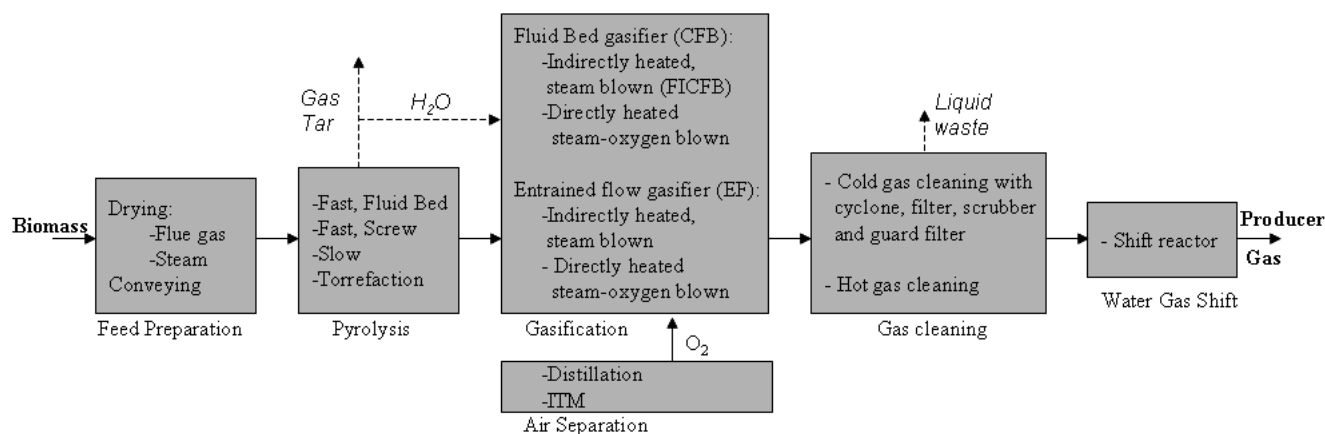 Biomass
Drying:
-Flue gas
-Steam
Conveying
Feed Preparation
Gas
Tar
H₂O
-Fast, Fluid Bed
-Fast, Screw
-Slow
-Torrefaction
Pyrolysis
Fluid Bed gasifier (CFB):
-Indirectly heated,
steam blown (FICFB)
-Directly heated
steam-oxygen blown
Entrained flow gasifier (EF):
-Indirectly heated,
steam blown
- Directly heated
steam-oxygen blown
Gasification
O₂
-Distillation
-ITM
Air Separation
Liquid
waste
- Cold gas cleaning with
cyclone, filter, scrubber
and guard filter
- Hot gas cleaning
Gas cleaning
- Shift reactor
Water Gas Shift
Producer
Gas